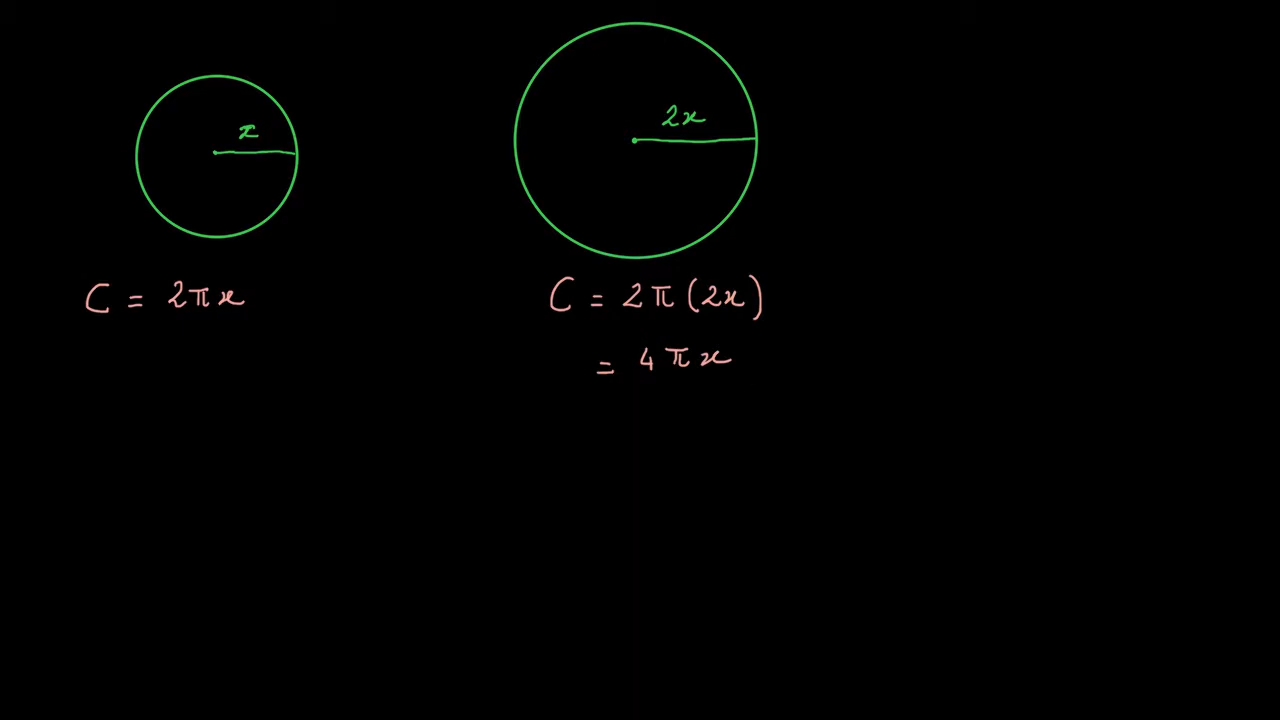 x
2x
C = 2πx
C = 2π(2x)
= 4πx